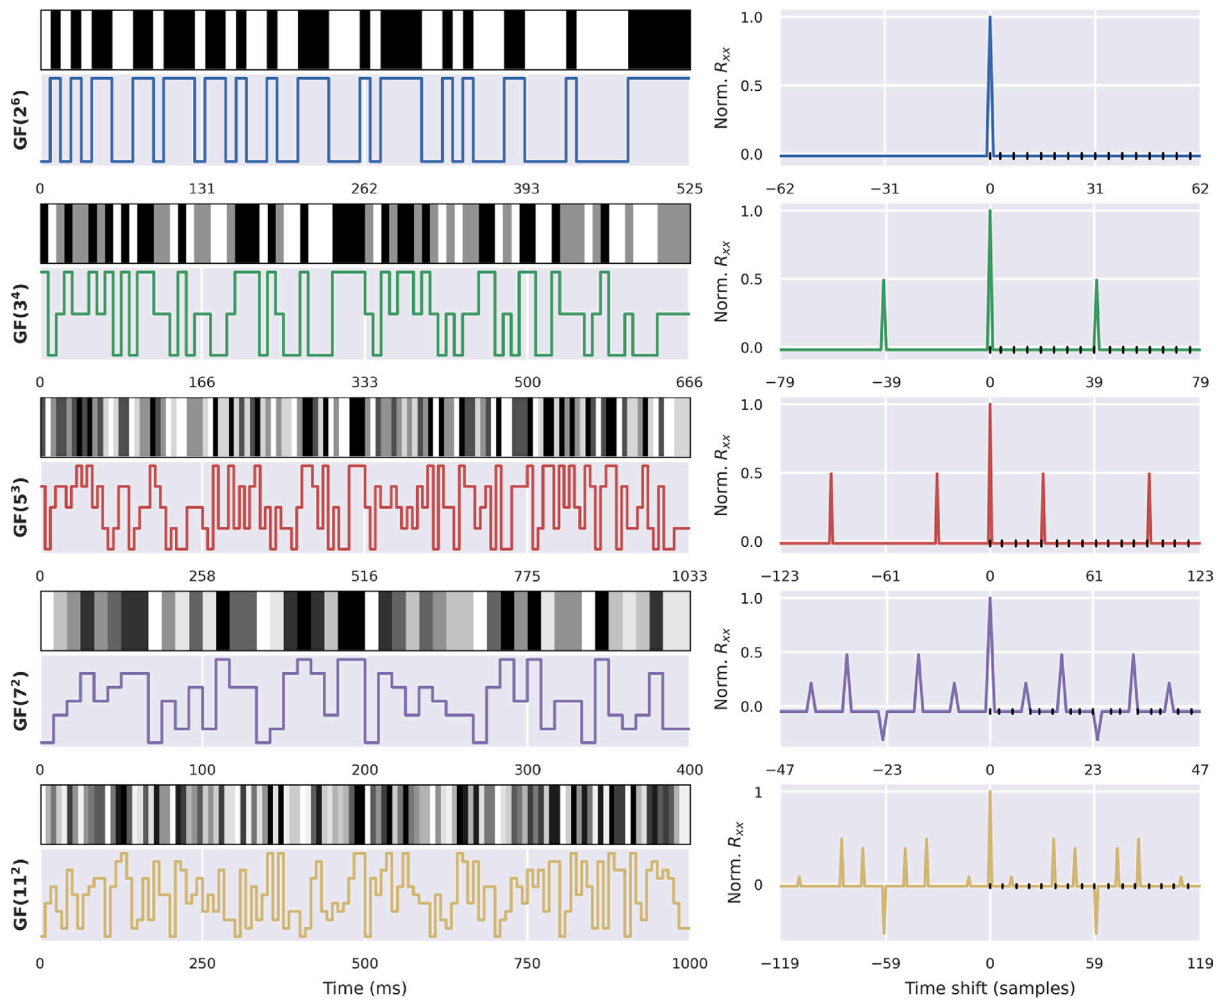 GF(2⁶)
0 131 262 393 525
Norm. Rₓₓ
1.0
0.5
0.0
−62 −31 0 31 62
GF(3⁴)
0 166 333 500 666
Norm. Rₓₓ
1.0
0.5
0.0
−79 −39 0 39 79
GF(5³)
0 258 516 775 1033
Norm. Rₓₓ
1.0
0.5
0.0
−123 −61 0 61 123
GF(7²)
0 100 200 300 400
Norm. Rₓₓ
1.0
0.5
0.0
−47 −23 0 23 47
GF(11²)
0 250 500 750 1000
Time (ms)
Norm. Rₓₓ
1
0
−119 −59 0 59 119
Time shift (samples)